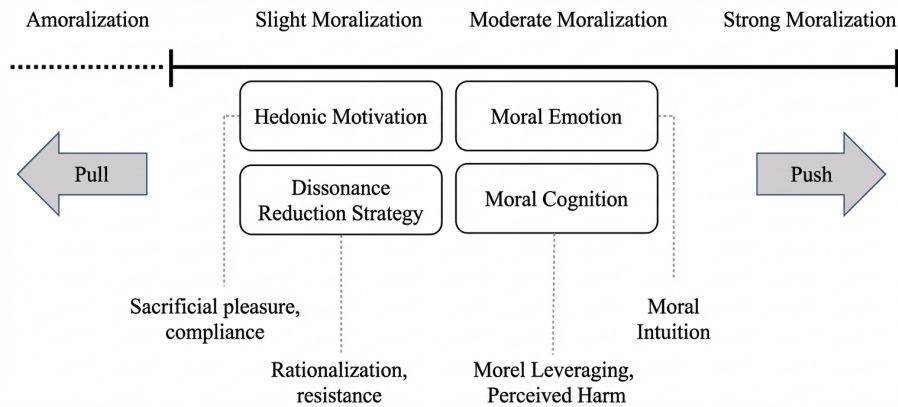 Amoralization
Slight Moralization
Moderate Moralization
Strong Moralization
Hedonic Motivation
Moral Emotion
Pull
Dissonance
Reduction Strategy
Moral Cognition
Push
Sacrificial pleasure,
compliance
Moral
Intuition
Rationalization,
resistance
Morel Leveraging,
Perceived Harm